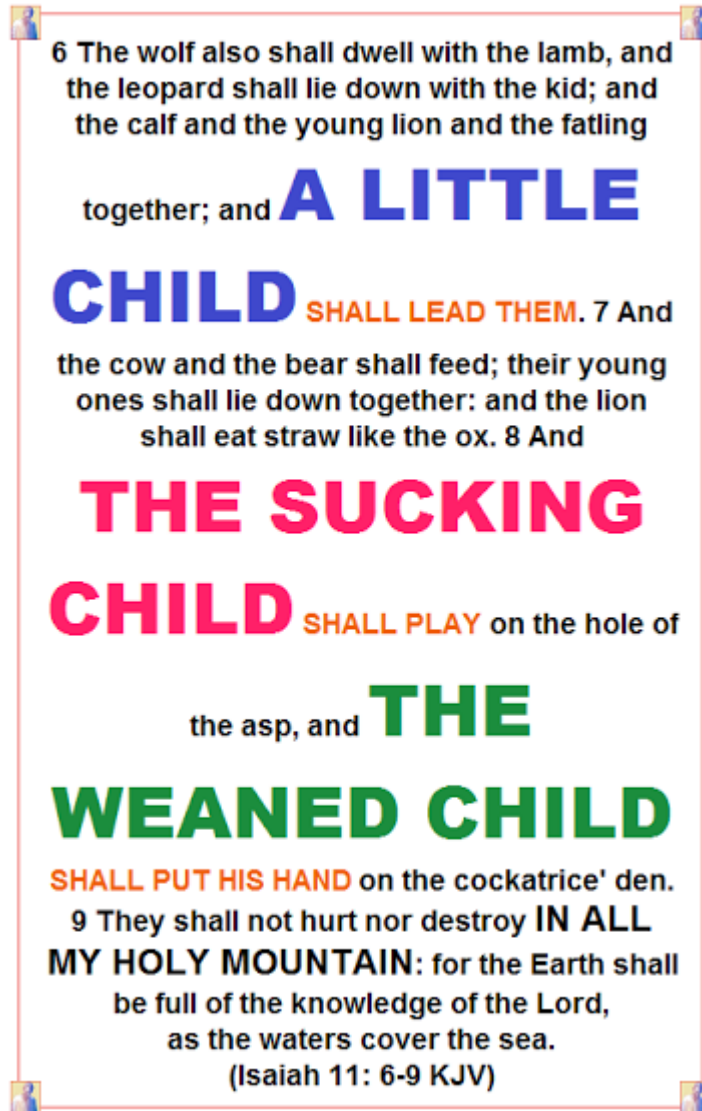 6 The wolf also shall dwell with the lamb, and
the leopard shall lie down with the kid; and
the calf and the young lion and the fatling
together; and A LITTLE
CHILD SHALL LEAD THEM. 7 And
the cow and the bear shall feed; their young
ones shall lie down together: and the lion
shall eat straw like the ox. 8 And
THE SUCKING
CHILD SHALL PLAY on the hole of
the asp, and THE
WEANED CHILD
SHALL PUT HIS HAND on the cockatrice' den.
9 They shall not hurt nor destroy IN ALL
MY HOLY MOUNTAIN: for the Earth shall
be full of the knowledge of the Lord,
as the waters cover the sea.
(Isaiah 11: 6-9 KJV)